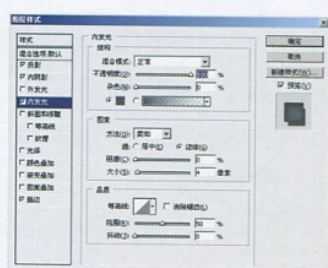 图层样式
样式
混合选项:默认
投影
内阴影
外发光
内发光
斜面和浮雕
等高线
纹理
光泽
颜色叠加
渐变叠加
图案叠加
描边
内发光
结构
混合模式: 正常
不透明度(O): %
杂色(N): 0 %
图素
方法(Q): 柔和
源: 居中(E) 边缘(G)
阻塞(C): 0 %
大小(S): 4 像素
品质
等高线: 消除锯齿(L)
范围(R): 50 %
抖动(J): 0 %
确定
取消
新建样式(W)...
预览(V)